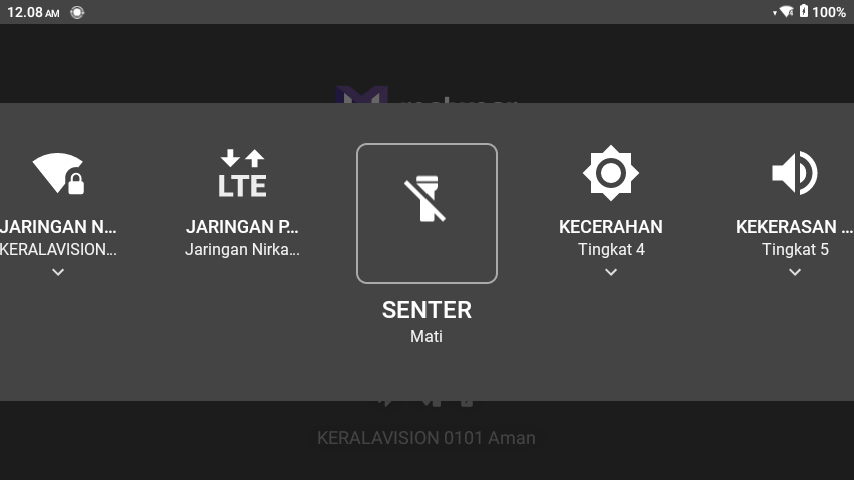 12.08 AM
100%
JARINGAN N...
KERALAVISION...
LTE
JARINGAN P...
Jaringan Nirka...
SENTER
Mati
KECERAHAN
Tingkat 4
KEKERASAN ...
Tingkat 5
KERALAVISION 0101 Aman